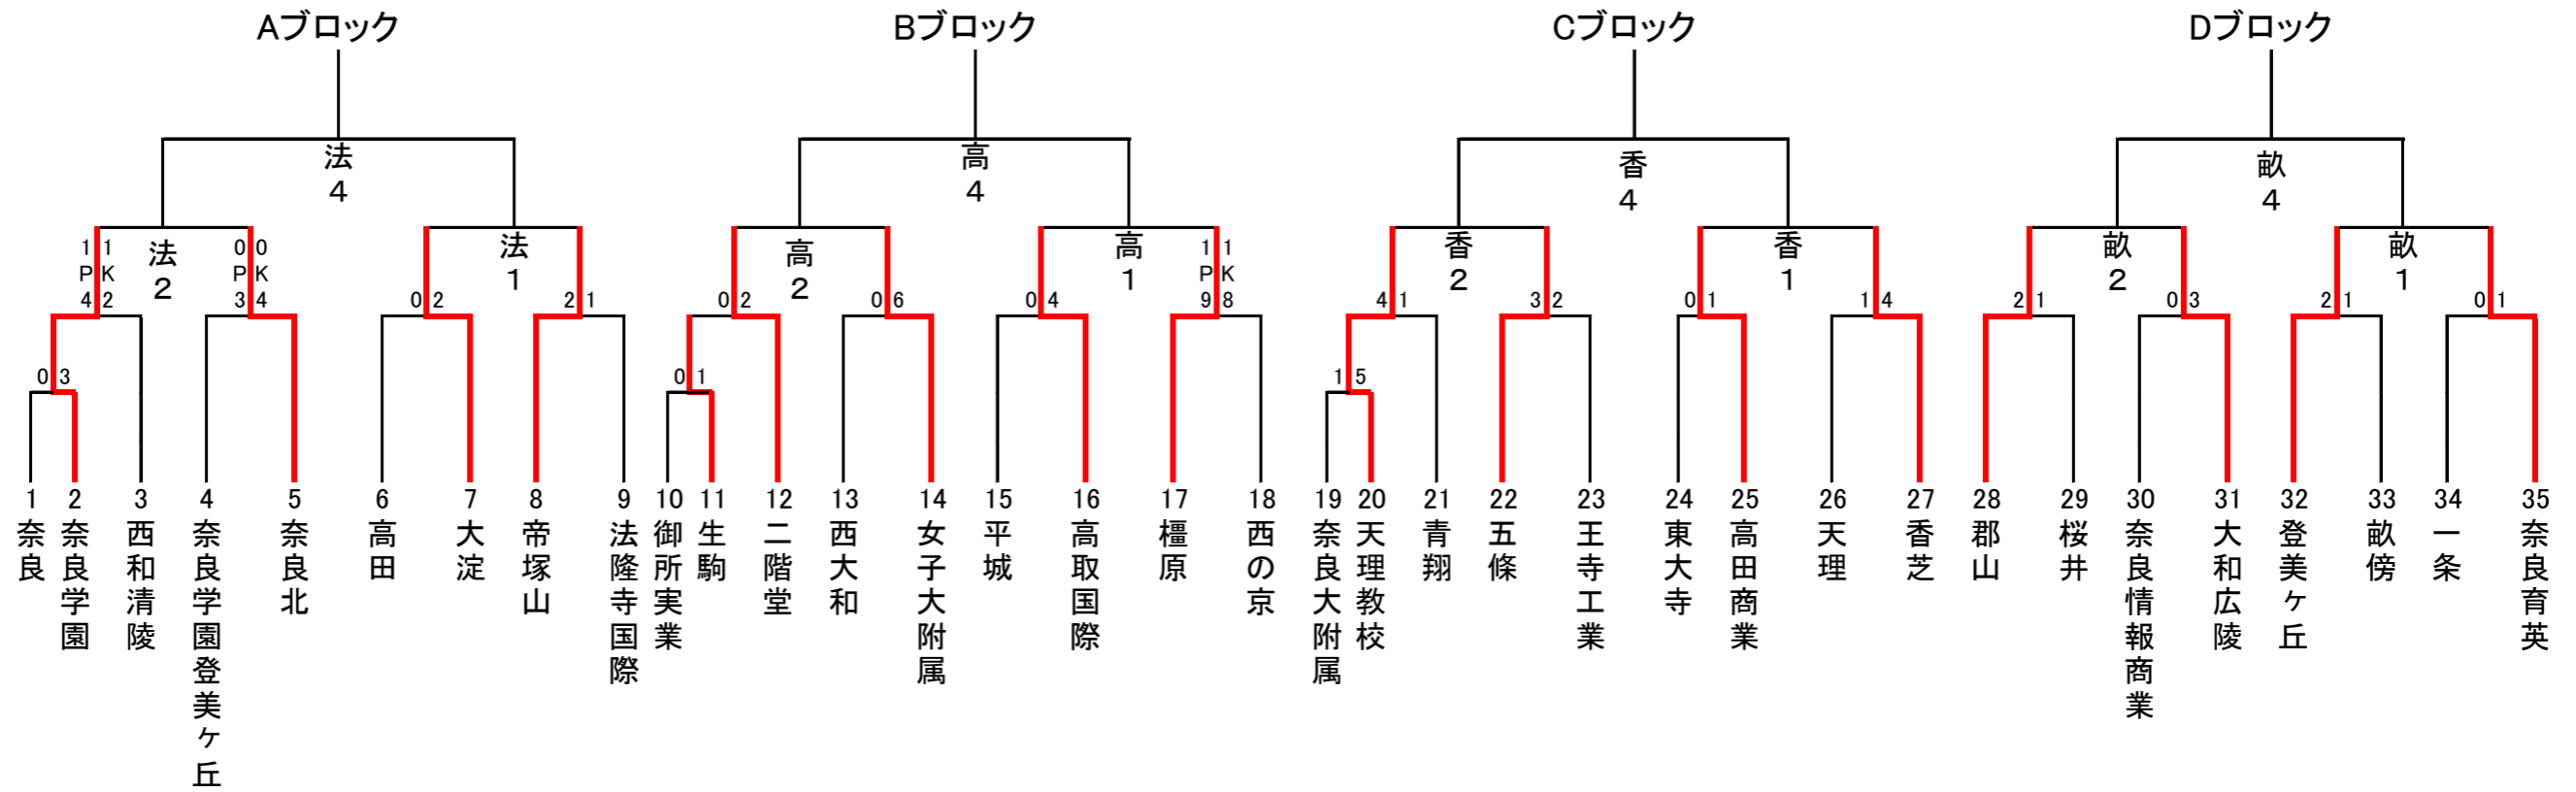 Aブロック
Bブロック
Cブロック
Dブロック
法4
高4
香4
畝4
1 1
P K
4 2
法2
0 0
P K
3 4
法1
高2
高1
1 1
P K
9 8
香2
香1
畝2
畝1
0 2
2 1
0 2
0 6
0 4
4 1
3 2
0 1
1 4
2 1
0 3
2 1
0 1
0 3
0 1
1 5
1 奈良
2 奈良学園
3 西和清陵
4 奈良学園登美ヶ丘
5 奈良北
6 高田
7 大淀
8 帝塚山
9 法隆寺国際
10 御所実業
11 生駒
12 二階堂
13 西大和
14 女子大附属
15 平城
16 高取国際
17 橿原
18 西の京
19 奈良大附属
20 天理教校
21 青翔
22 五條
23 王寺工業
24 東大寺
25 高田商業
26 天理
27 香芝
28 郡山
29 桜井
30 奈良情報商業
31 大和広陵
32 登美ヶ丘
33 畝傍
34 一条
35 奈良育英